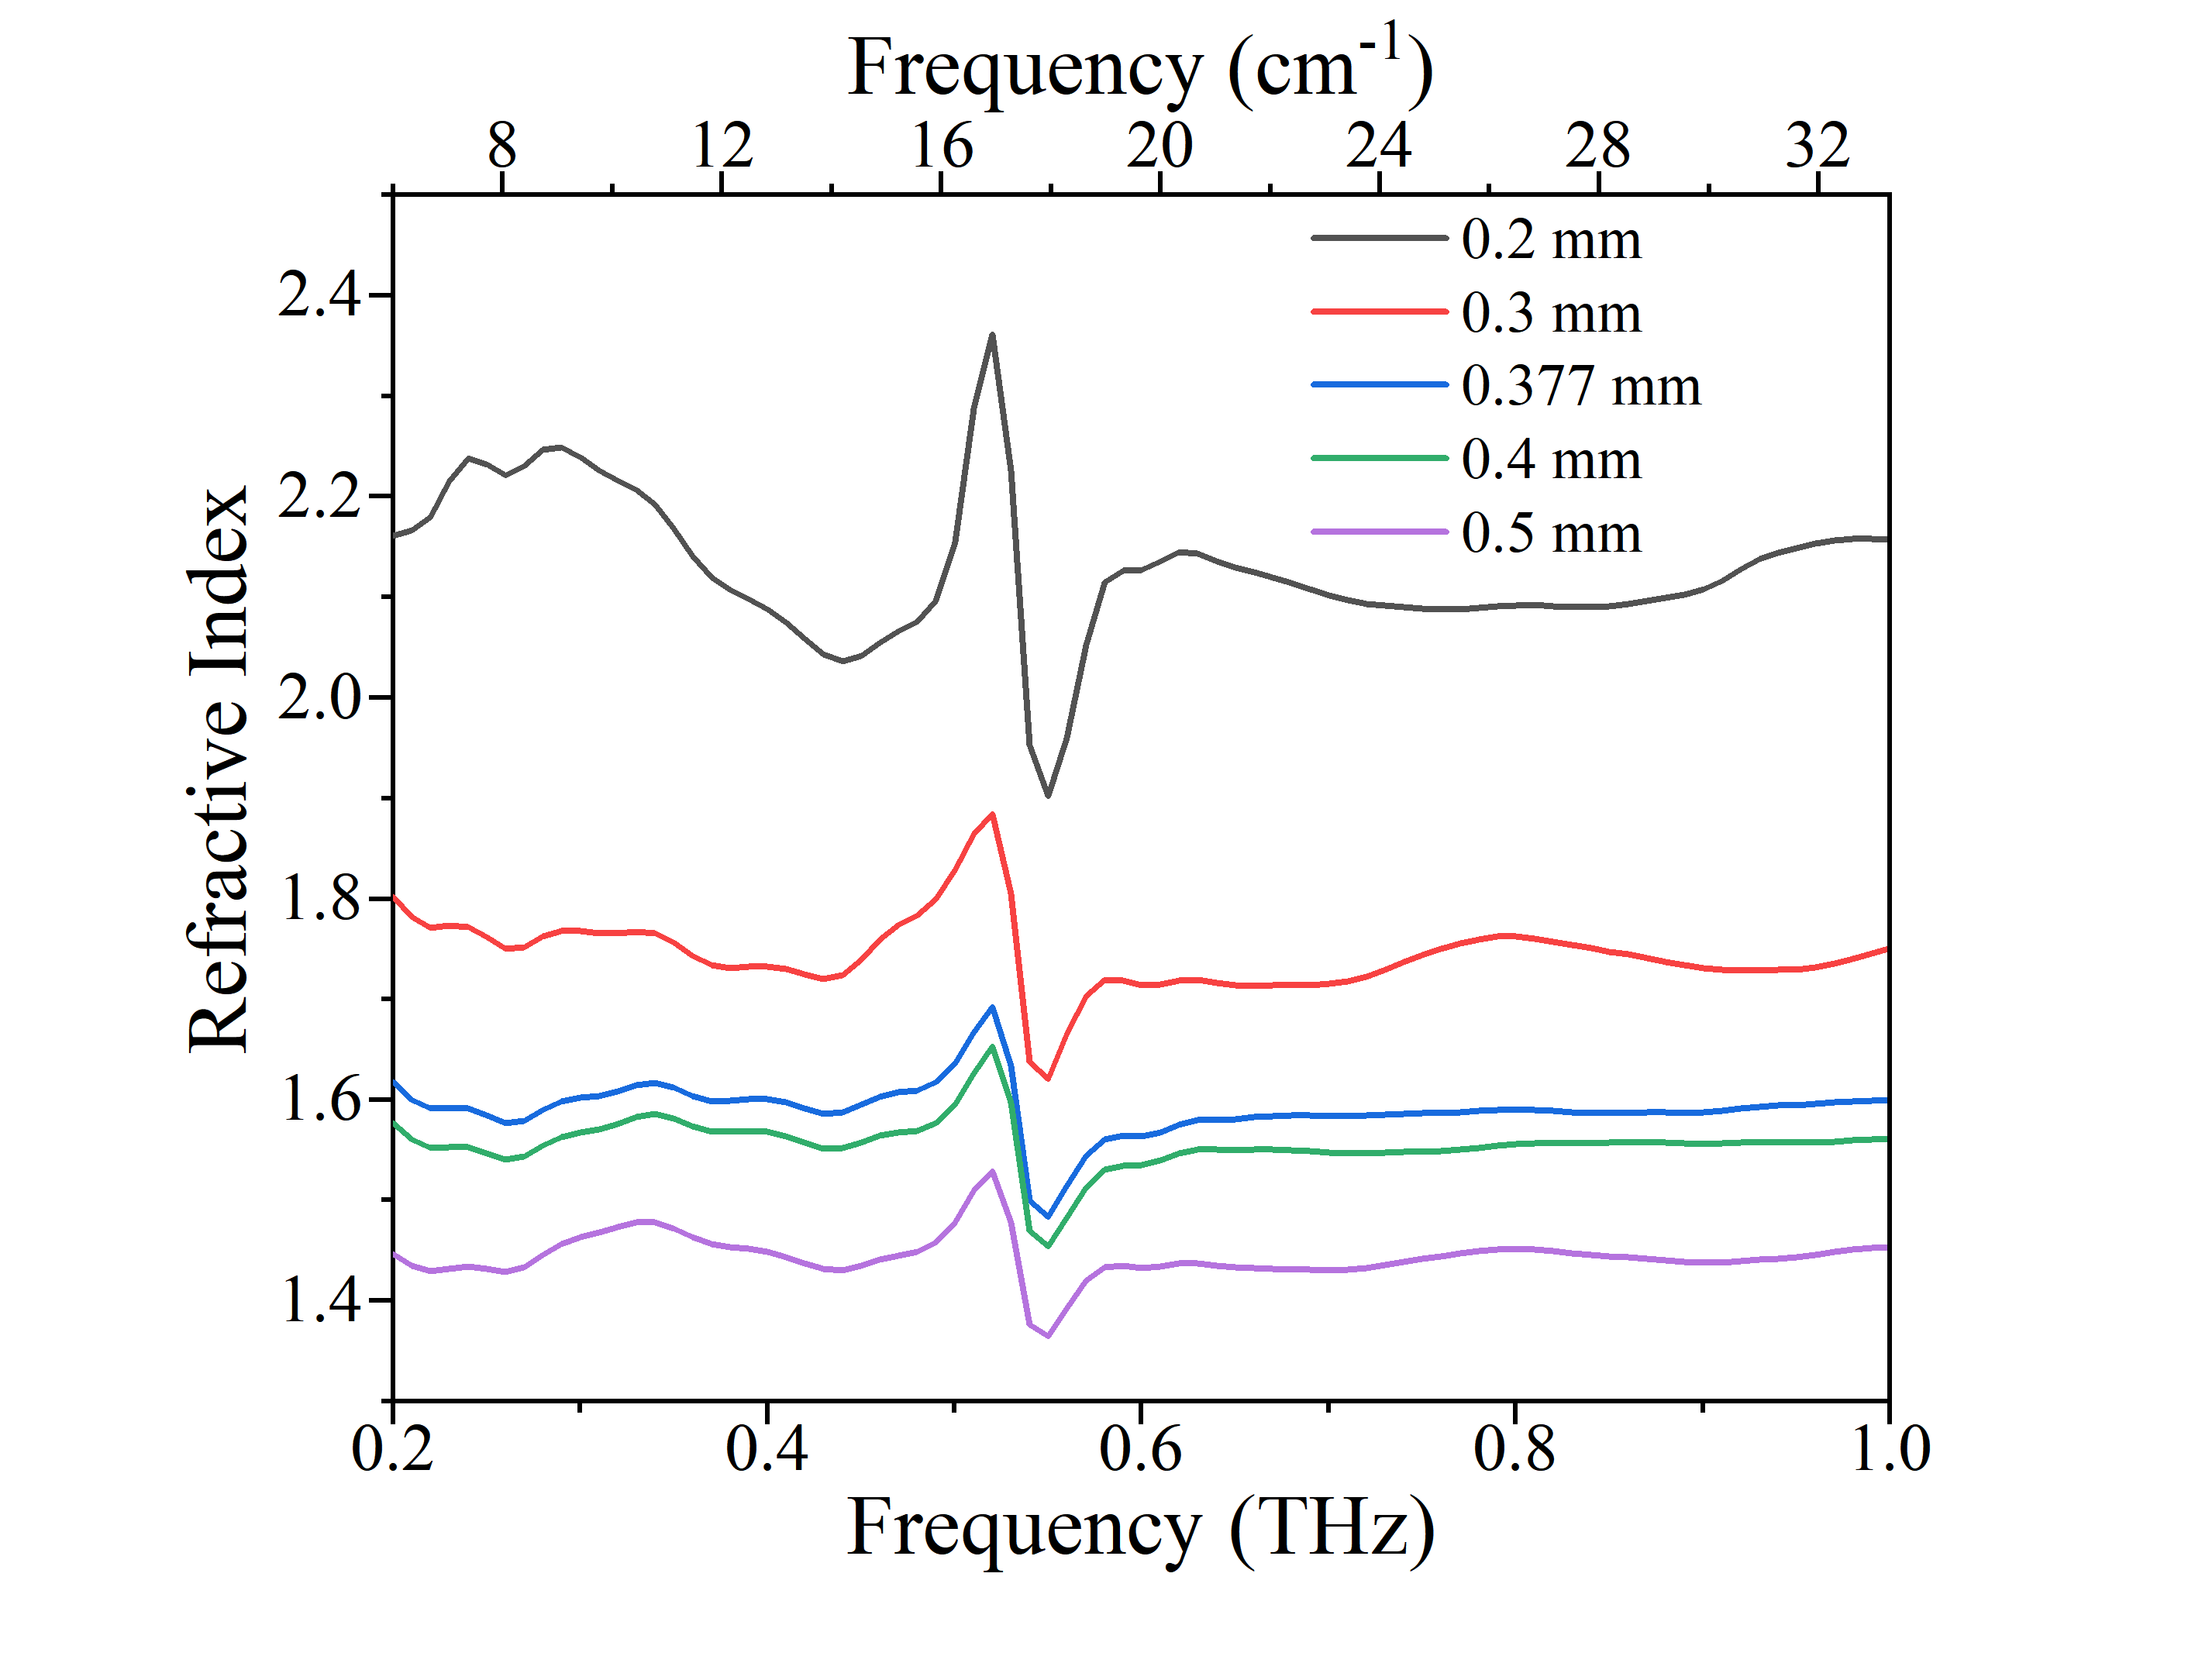 Frequency (cm-1)
8 12 16 20 24 28 32
0.2 mm
0.3 mm
0.377 mm
0.4 mm
0.5 mm
Refractive Index
2.4
2.2
2.0
1.8
1.6
1.4
0.2 0.4 0.6 0.8 1.0
Frequency (THz)